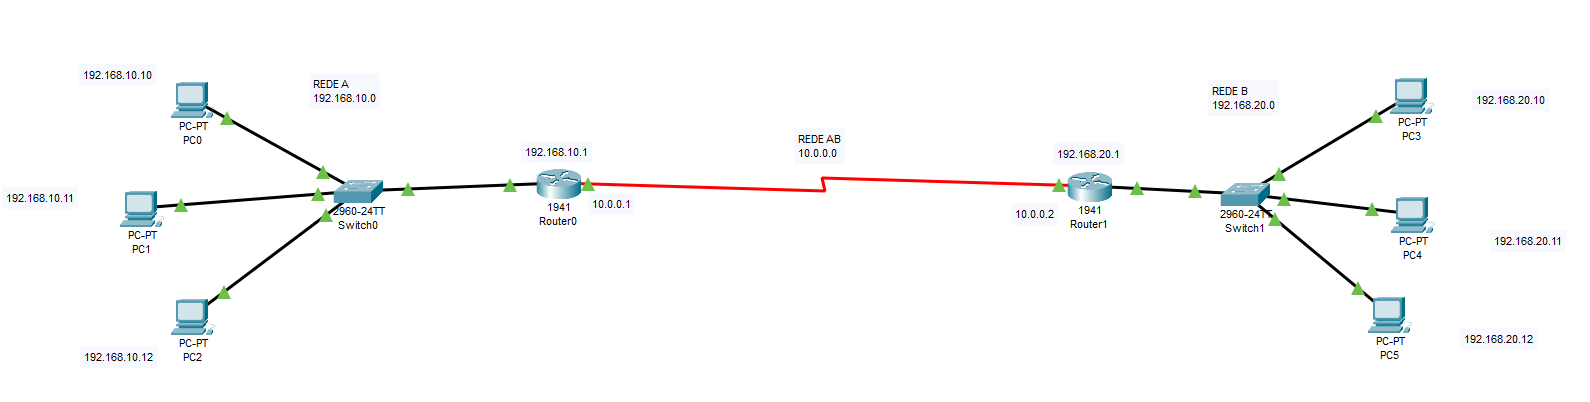 192.168.10.10
PC-PT
PC0
REDE A
192.168.10.0
192.168.10.11
PC-PT
PC1
192.168.10.12
PC-PT
PC2
2960-24TT
Switch0
192.168.10.1
1941
Router0
10.0.0.1
REDE AB
10.0.0.0
192.168.20.1
10.0.0.2
1941
Router1
REDE B
192.168.20.0
2960-24TT
Switch1
PC-PT
PC3
192.168.20.10
PC-PT
PC4
192.168.20.11
PC-PT
PC5
192.168.20.12